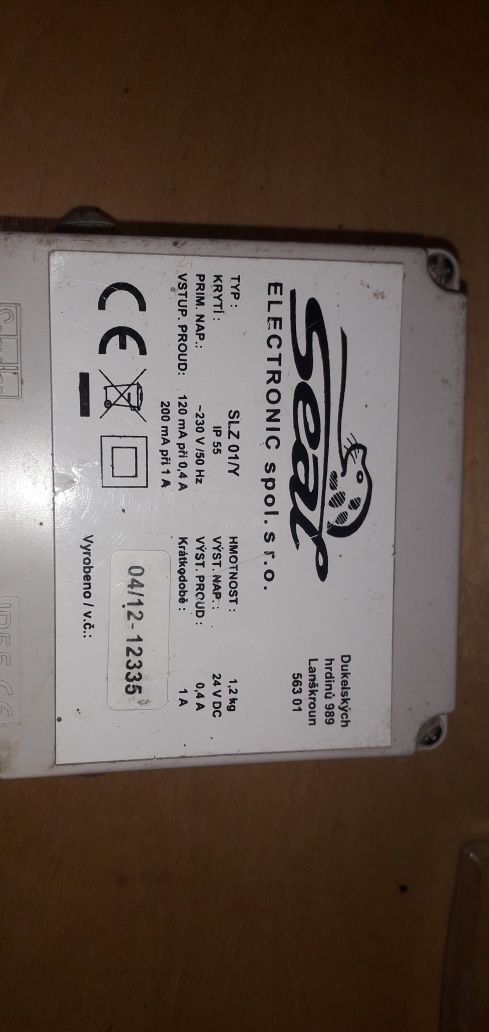 Seal
ELECTRONIC spol. s r.o.
Dukelských
hrdinů 989
Lanškroun
563 01
TYP : SLZ 01/Y
KRYTÍ : IP 55
PRIM. NAP.: ~230 V /50 Hz
VSTUP. PROUD: 120 mA při 0,4 A
200 mA při 1 A
HMOTNOST : 1,2 kg
VÝST. NAP. : 24 V DC
VÝST. PROUD : 0,4 A
Krátkodobě : 1 A
CE
Vyrobeno / v.č.: 04/12-12335